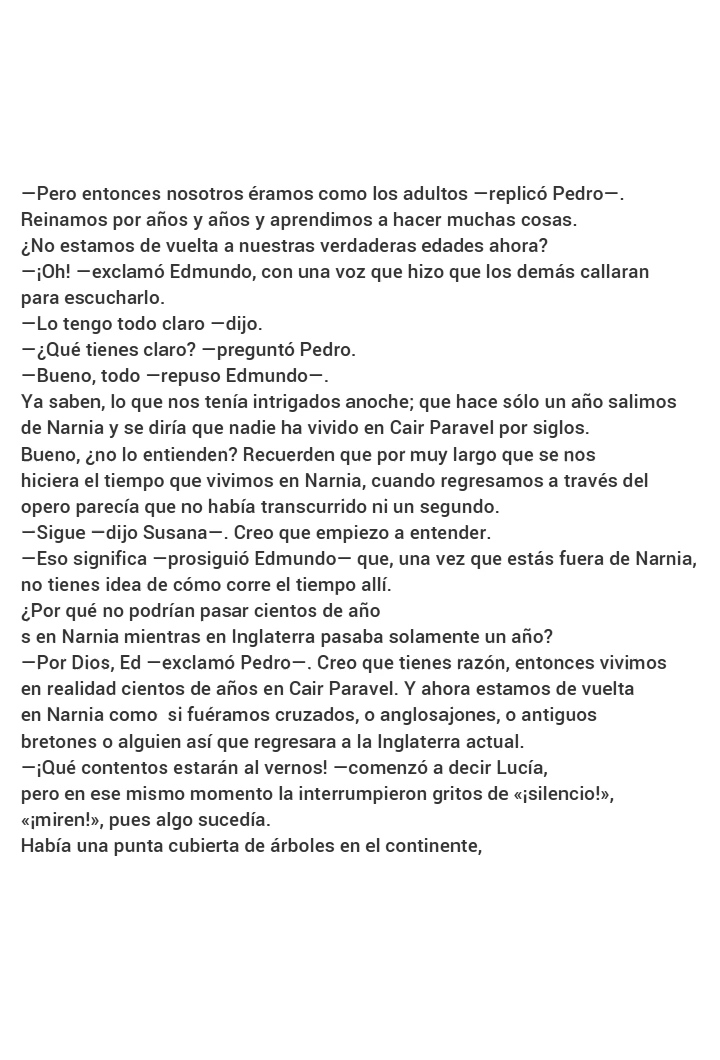 —Pero entonces nosotros éramos como los adultos —replicó Pedro—.
Reinamos por años y años y aprendimos a hacer muchas cosas.
¿No estamos de vuelta a nuestras verdaderas edades ahora?
—¡Oh! —exclamó Edmundo, con una voz que hizo que los demás callaran
para escucharlo.
—Lo tengo todo claro —dijo.
—¿Qué tienes claro? —preguntó Pedro.
—Bueno, todo —repuso Edmundo—.
Ya saben, lo que nos tenía intrigados anoche; que hace sólo un año salimos
de Narnia y se diría que nadie ha vivido en Cair Paravel por siglos.
Bueno, ¿no lo entienden? Recuerden que por muy largo que se nos
hiciera el tiempo que vivimos en Narnia, cuando regresamos a través del
opero parecía que no había transcurrido ni un segundo.
—Sigue —dijo Susana—. Creo que empiezo a entender.
—Eso significa —prosiguió Edmundo— que, una vez que estás fuera de Narnia,
no tienes idea de cómo corre el tiempo allí.
¿Por qué no podrían pasar cientos de año
s en Narnia mientras en Inglaterra pasaba solamente un año?
—Por Dios, Ed —exclamó Pedro—. Creo que tienes razón, entonces vivimos
en realidad cientos de años en Cair Paravel. Y ahora estamos de vuelta
en Narnia como  si fuéramos cruzados, o anglosajones, o antiguos
bretones o alguien así que regresara a la Inglaterra actual.
—¡Qué contentos estarán al vernos! —comenzó a decir Lucía,
pero en ese mismo momento la interrumpieron gritos de «¡silencio!»,
«¡miren!», pues algo sucedía.
Había una punta cubierta de árboles en el continente,